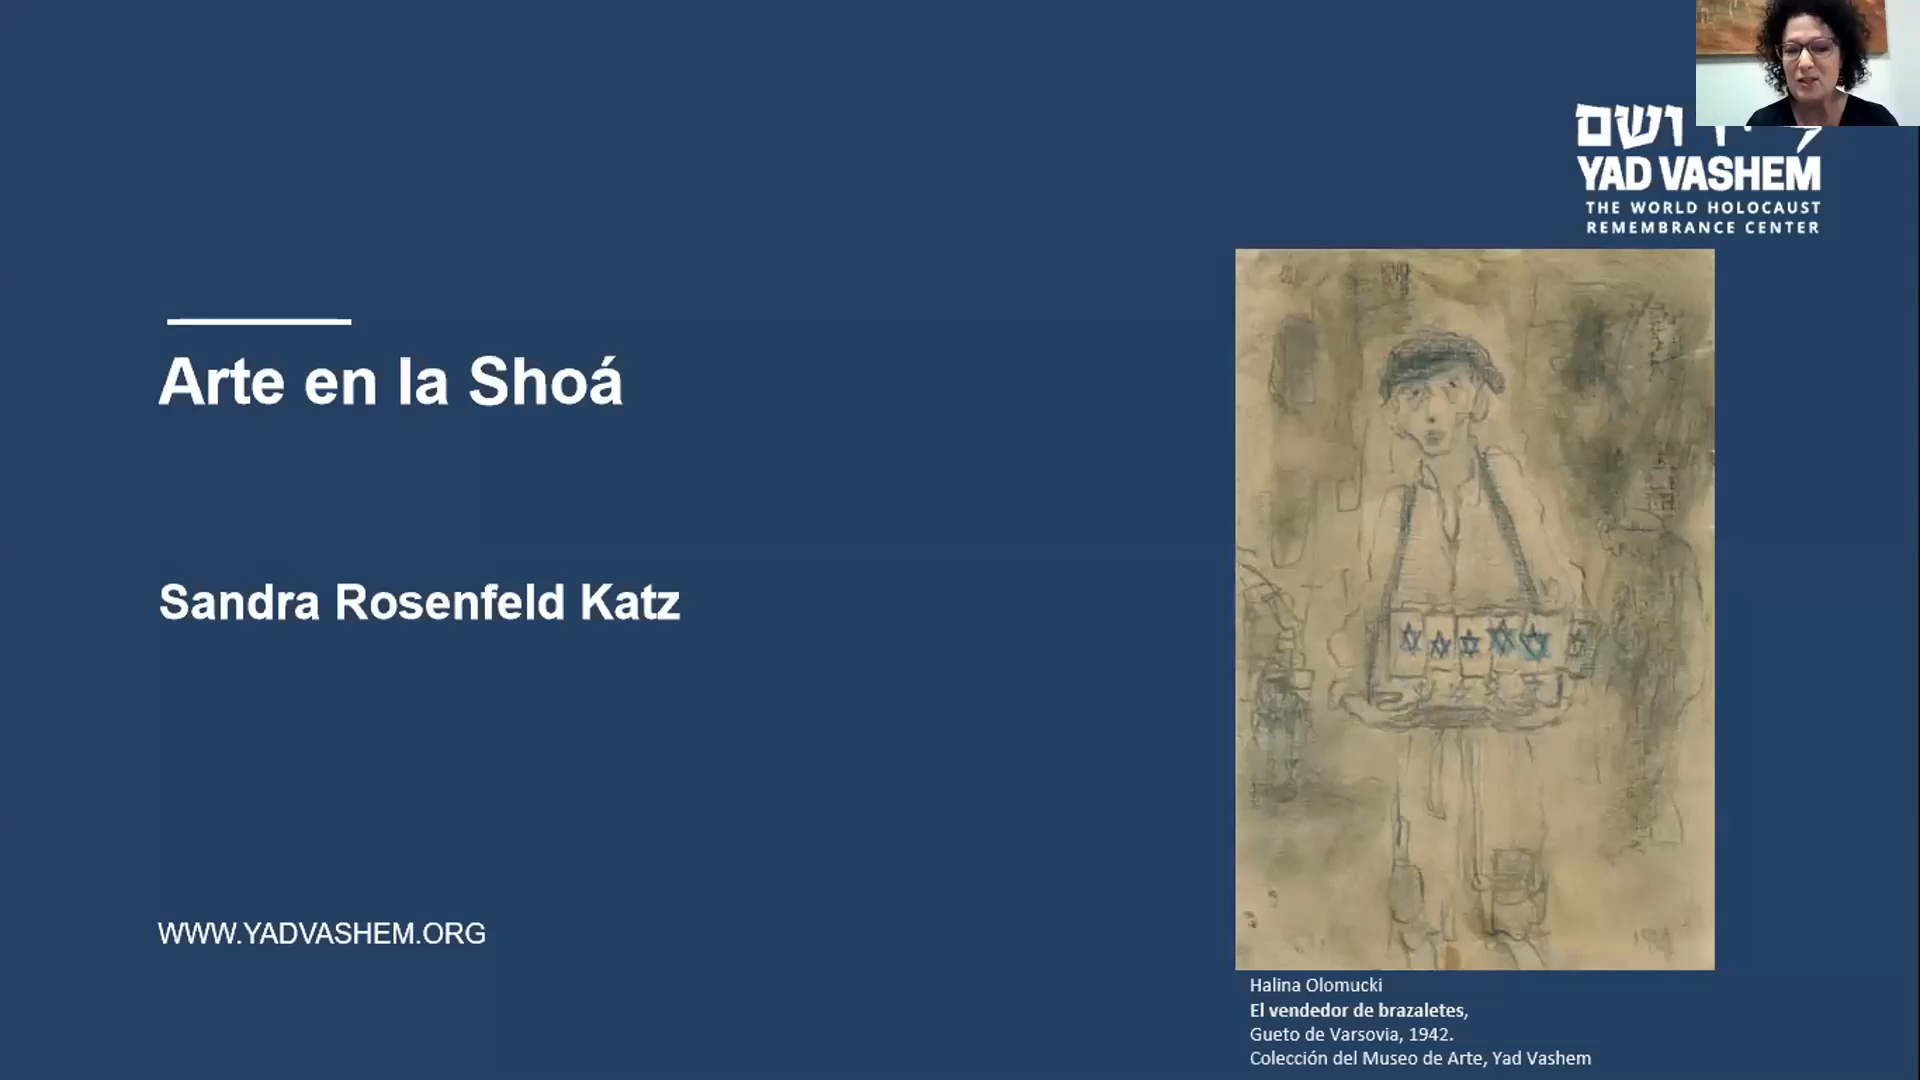 ושם
YAD VASHEM
THE WORLD HOLOCAUST
REMEMBRANCE CENTER
Arte en la Shoá
Sandra Rosenfeld Katz
WWW.YADVASHEM.ORG
Halina Olomucki
El vendedor de brazaletes,
Gueto de Varsovia, 1942.
Colección del Museo de Arte, Yad Vashem